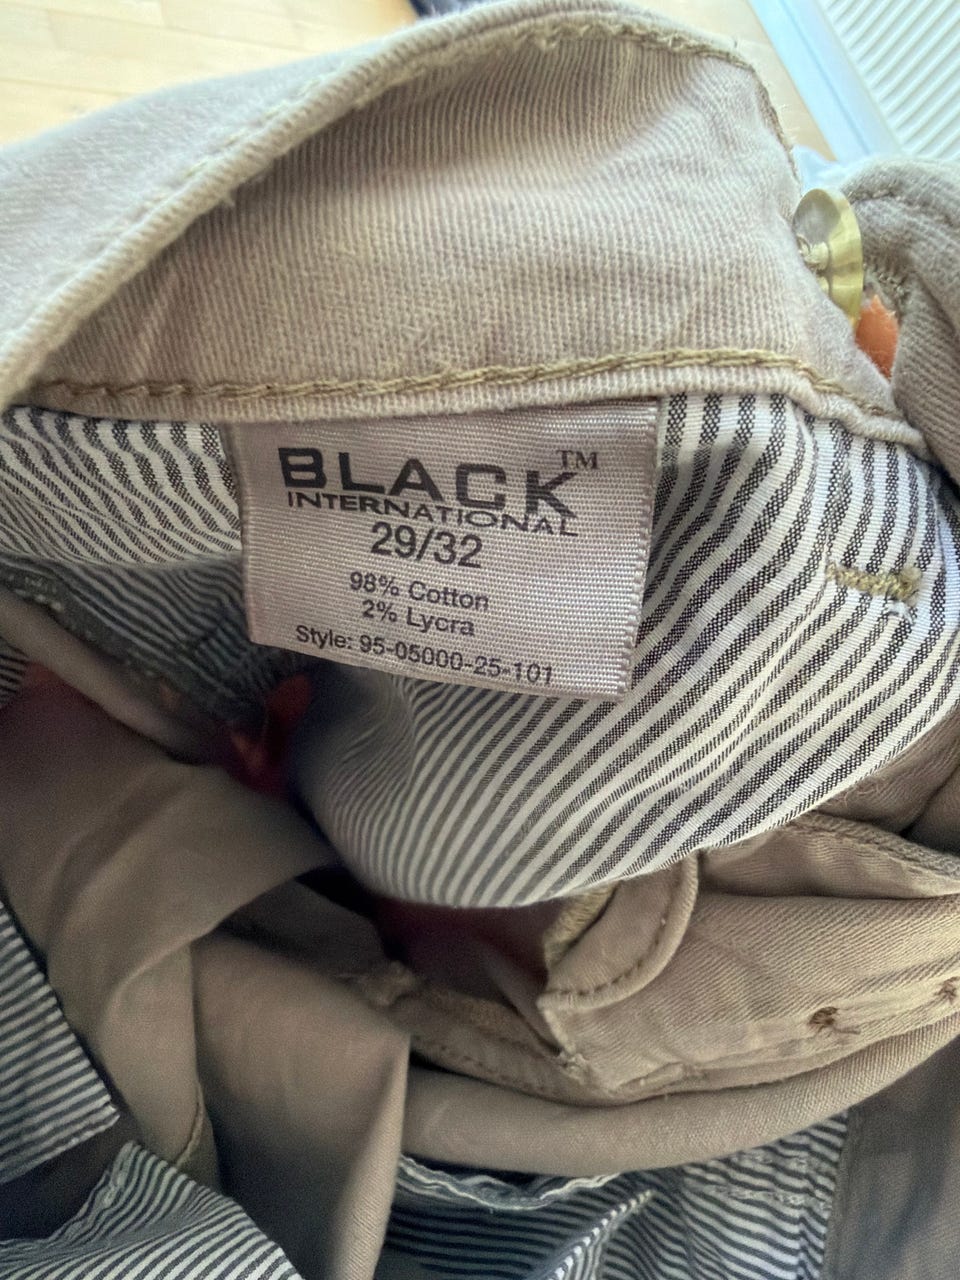 BLACK™
INTERNATIONAL
29/32
98% Cotton
2% Lycra
Style: 95-05000-25-101